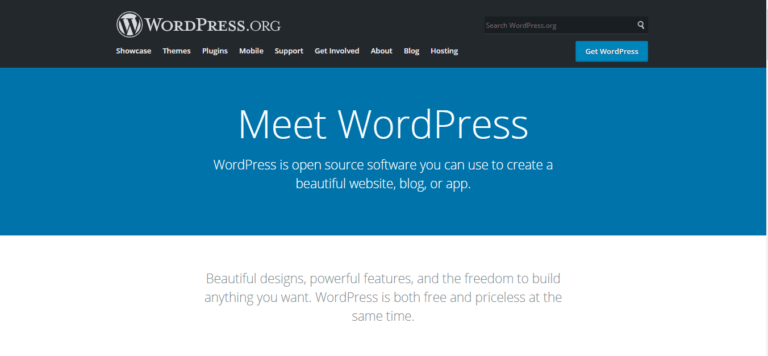 WORDPRESS.ORG
Search WordPress.org
Showcase Themes Plugins Mobile Support Get Involved About Blog Hosting
Get WordPress
Meet WordPress
WordPress is open source software you can use to create a
beautiful website, blog, or app.
Beautiful designs, powerful features, and the freedom to build
anything you want. WordPress is both free and priceless at the
same time.